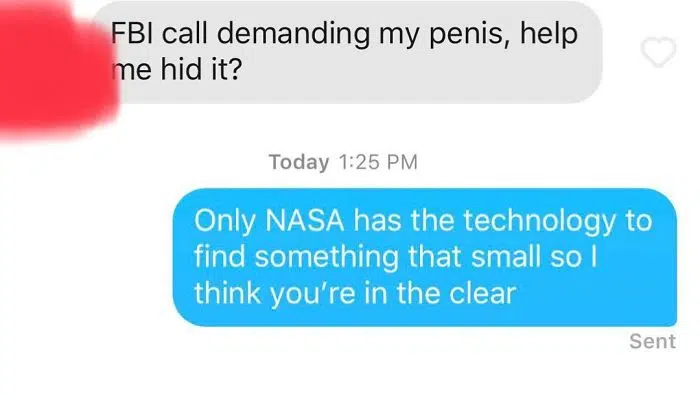 FBI call demanding my penis, help
me hid it?
Today 1:25 PM
Only NASA has the technology to
find something that small so I
think you're in the clear
Sent